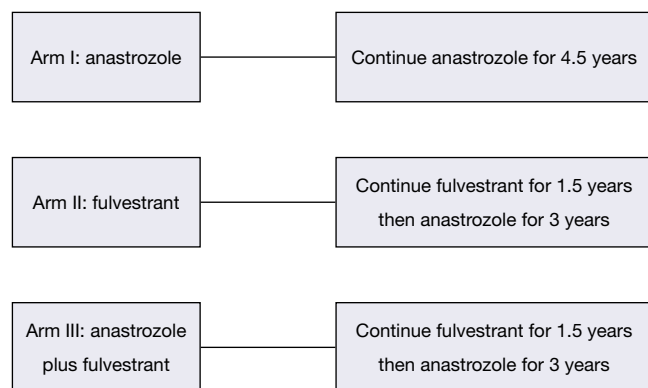 Arm I: anastrozole
Continue anastrozole for 4.5 years
Arm II: fulvestrant
Continue fulvestrant for 1.5 years
then anastrozole for 3 years
Arm III: anastrozole
plus fulvestrant
Continue fulvestrant for 1.5 years
then anastrozole for 3 years